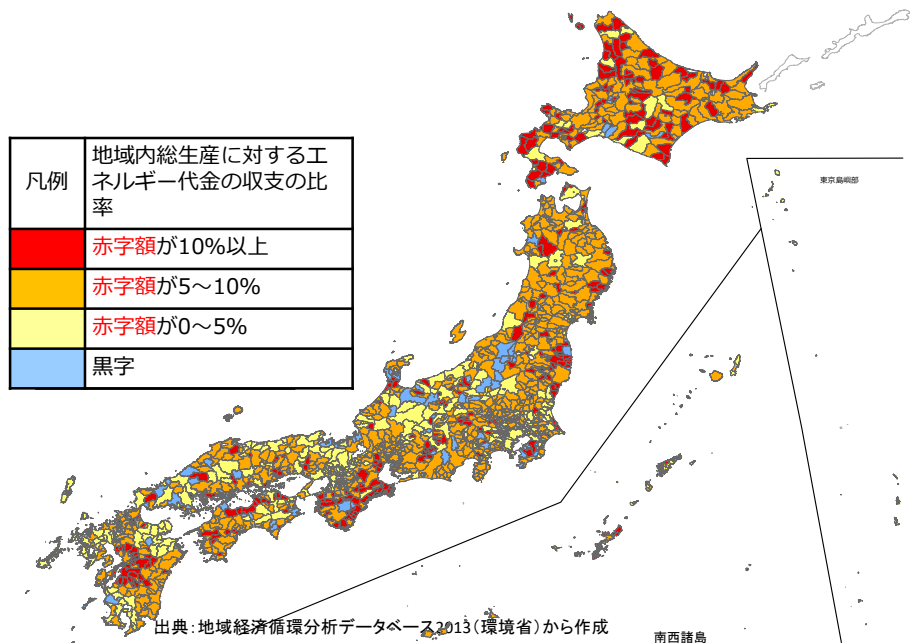 凡例
地域内総生産に対するエ
ネルギー代金の収支の比
率
赤字額が10%以上
赤字額が5～10%
赤字額が0～5%
黒字
東京島嶼部
出典：地域経済循環分析データベース2013（環境省）から作成
南西諸島